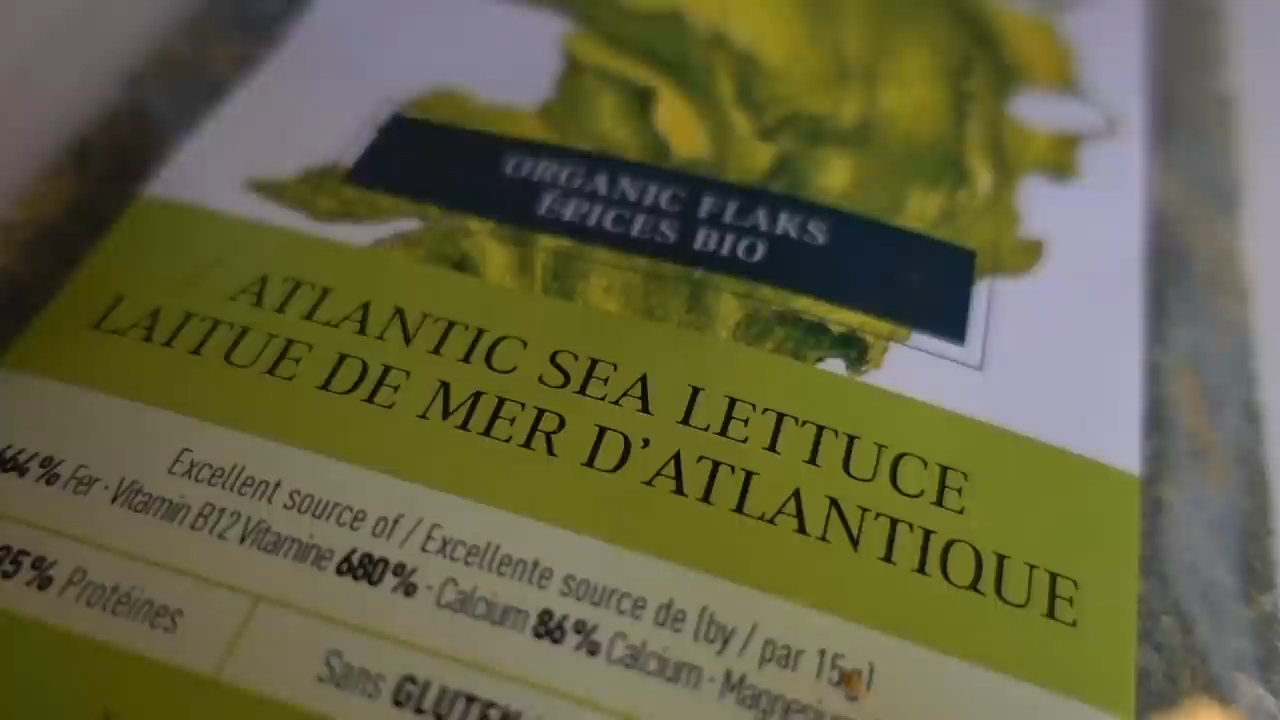 ORGANIC FLAKS
ÉPICES BIO
ATLANTIC SEA LETTUCE
LAITUE DE MER D'ATLANTIQUE
Excellent source of / Excellente source de (by / par 15g)
% Fer · Vitamin B12 Vitamine 680% · Calcium 86% Calcium ·
5% Protéines
Sans GLUTEN